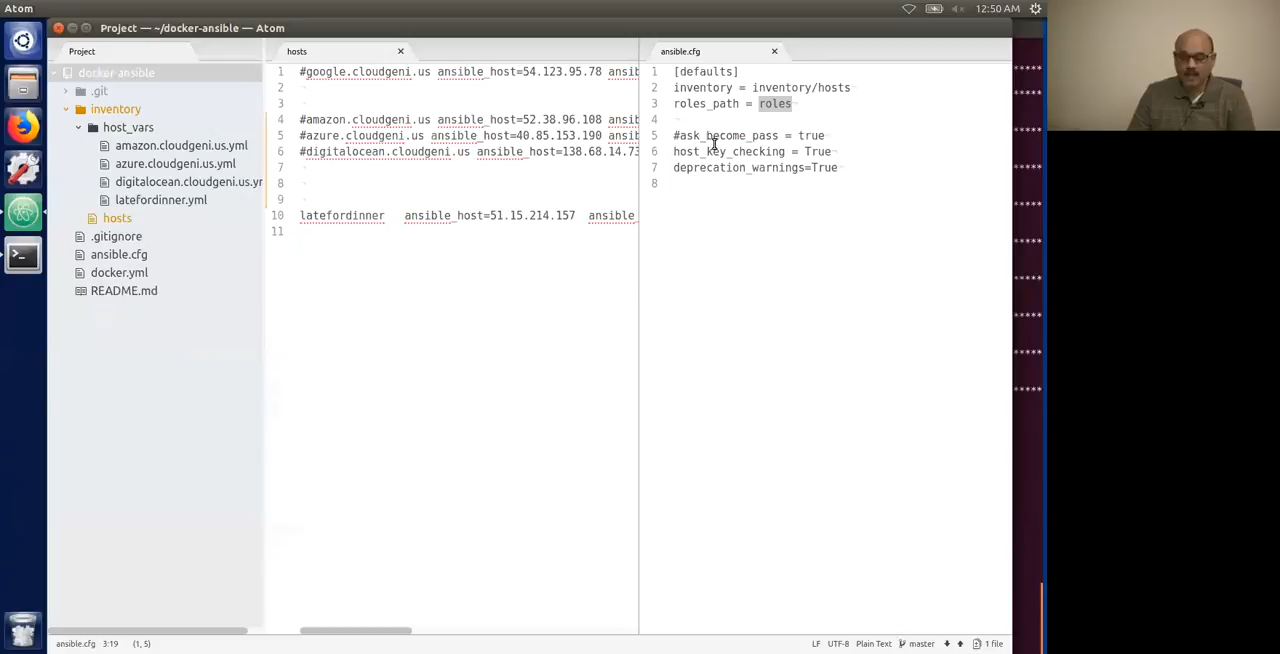 Atom
12:50 AM
Project — ~/docker-ansible — Atom
Project
hosts
ansible.cfg
docker ansible
.git
inventory
host_vars
amazon.cloudgeni.us.yml
azure.cloudgeni.us.yml
digitalocean.cloudgeni.us.yr
latefordinner.yml
hosts
.gitignore
ansible.cfg
docker.yml
README.md
1 #google.cloudgeni.us ansible_host=54.123.95.78 ansib
2
3
4 #amazon.cloudgeni.us ansible_host=52.38.96.108 ansib
5 #azure.cloudgeni.us ansible_host=40.85.153.190 ansib
6 #digitalocean.cloudgeni.us ansible_host=138.68.14.73
7
8
9
10 latefordinner ansible_host=51.15.214.157 ansible_
11
1 [defaults]
2 inventory = inventory/hosts
3 roles_path = roles
4
5 #ask_become_pass = true
6 host_key_checking = True
7 deprecation_warnings=True
8
*****
*****
*****
*****
*****
*****
*****
*****
*****
*****
ansible.cfg 3:19 (1, 5)
LF UTF-8 Plain Text master 1 file